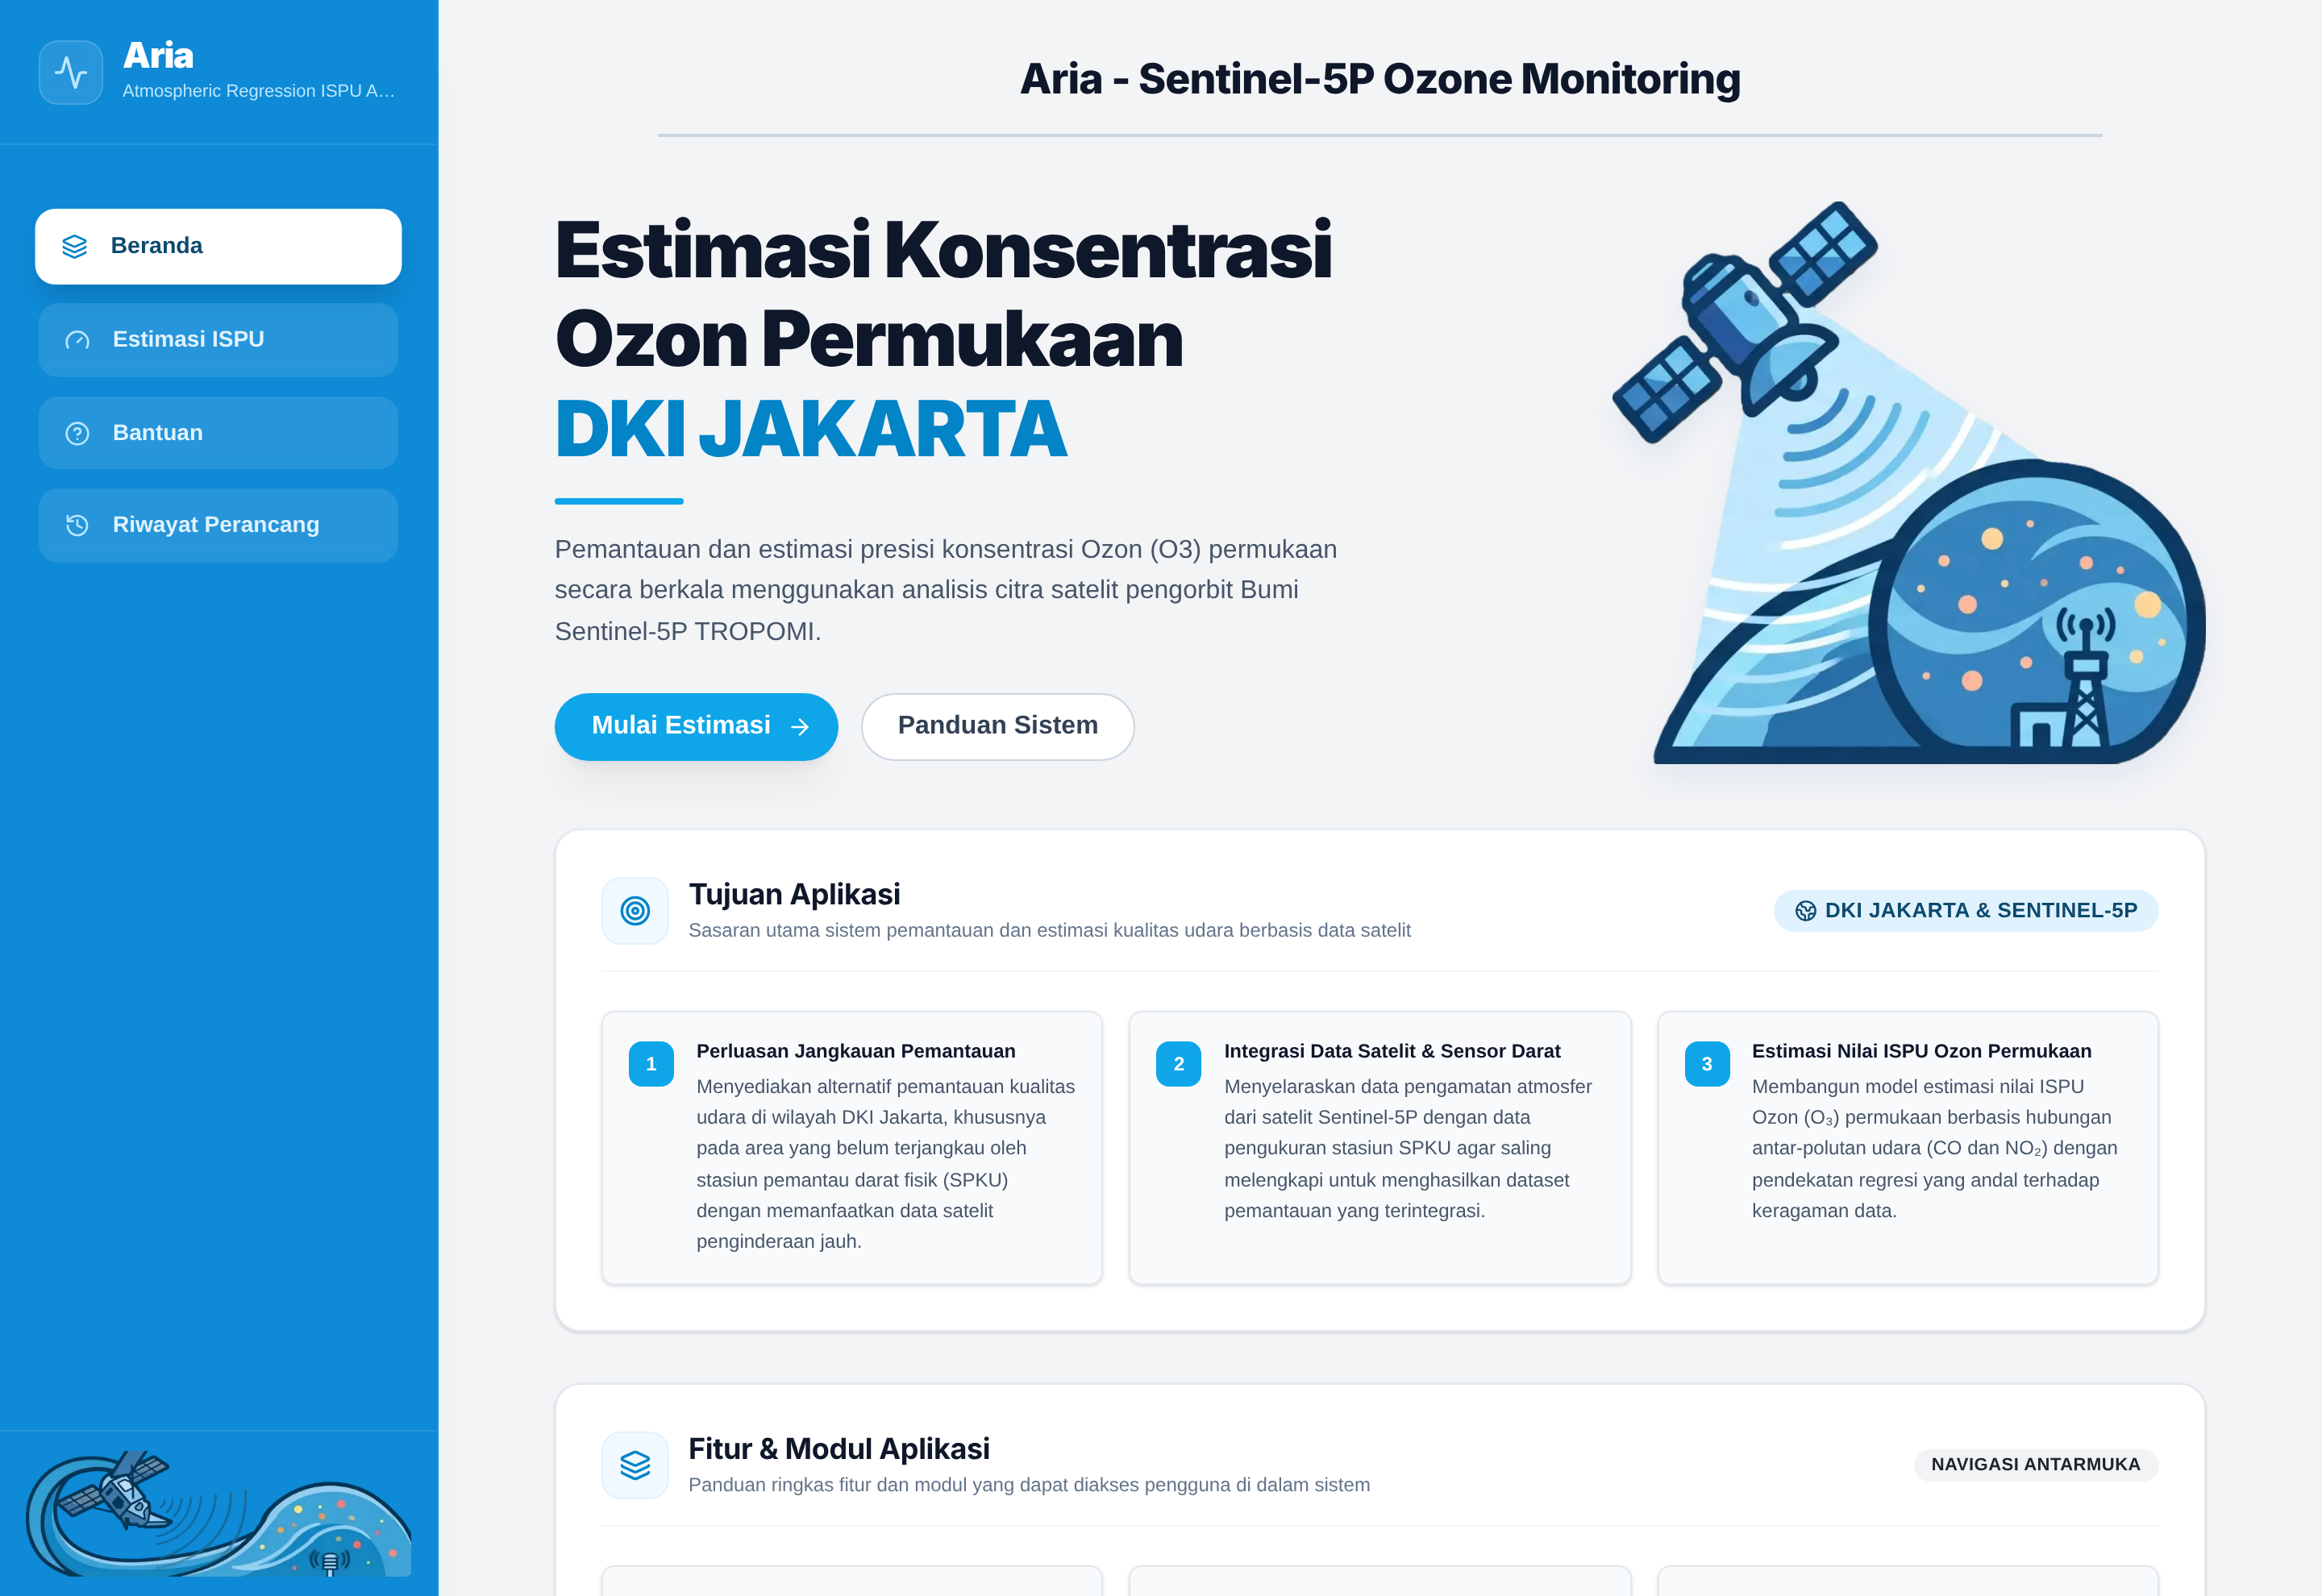 Aria
Atmospheric Regression ISPU A...
Beranda
Estimasi ISPU
Bantuan
Riwayat Perancang
Aria - Sentinel-5P Ozone Monitoring
Estimasi Konsentrasi
Ozon Permukaan
DKI JAKARTA
Pemantauan dan estimasi presisi konsentrasi Ozon (O3) permukaan
secara berkala menggunakan analisis citra satelit pengorbit Bumi
Sentinel-5P TROPOMI.
Mulai Estimasi →
Panduan Sistem
Tujuan Aplikasi
Sasaran utama sistem pemantauan dan estimasi kualitas udara berbasis data satelit
DKI JAKARTA & SENTINEL-5P
1
Perluasan Jangkauan Pemantauan
Menyediakan alternatif pemantauan kualitas
udara di wilayah DKI Jakarta, khususnya
pada area yang belum terjangkau oleh
stasiun pemantau darat fisik (SPKU)
dengan memanfaatkan data satelit
penginderaan jauh.
2
Integrasi Data Satelit & Sensor Darat
Menyelaraskan data pengamatan atmosfer
dari satelit Sentinel-5P dengan data
pengukuran stasiun SPKU agar saling
melengkapi untuk menghasilkan dataset
pemantauan yang terintegrasi.
3
Estimasi Nilai ISPU Ozon Permukaan
Membangun model estimasi nilai ISPU
Ozon (O₃) permukaan berbasis hubungan
antar-polutan udara (CO dan NO₂) dengan
pendekatan regresi yang andal terhadap
keragaman data.
Fitur & Modul Aplikasi
Panduan ringkas fitur dan modul yang dapat diakses pengguna di dalam sistem
NAVIGASI ANTARMUKA